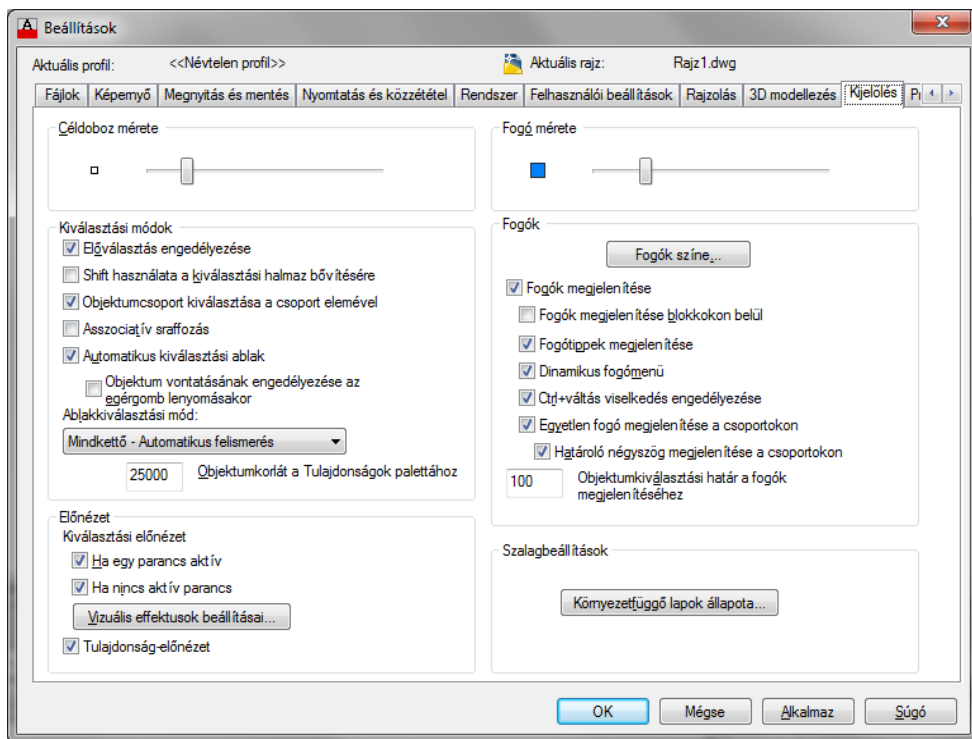 Beállítások
Aktuális profil: <<Névtelen profil>> Aktuális rajz: Rajz1.dwg
Fájlok Képernyő Megnyitás és mentés Nyomtatás és közzététel Rendszer Felhasználói beállítások Rajzolás 3D modellezés Kijelölés
Céldoboz mérete
Kiválasztási módok
Előválasztás engedélyezése
Shift használata a kiválasztási halmaz bővítésére
Objektumcsoport kiválasztása a csoport elemével
Asszociatív sraffozás
Automatikus kiválasztási ablak
Objektum vontatásának engedélyezése az
egérgomb lenyomásakor
Ablakkiválasztási mód:
Mindkettő - Automatikus felismerés
25000 Objektumkorlát a Tulajdonságok palettához
Előnézet
Kiválasztási előnézet
Ha egy parancs aktív
Ha nincs aktív parancs
Vizuális effektusok beállításai...
Tulajdonság-előnézet
Fogó mérete
Fogók
Fogók színe...
Fogók megjelenítése
Fogók megjelenítése blokkokon belül
Fogótippek megjelenítése
Dinamikus fogómenü
Ctrl+váltás viselkedés engedélyezése
Egyetlen fogó megjelenítése a csoportokon
Határoló négyszög megjelenítése a csoportokon
100 Objektumkiválasztási határ a fogók
megjelenítéséhez
Szalagbeállítások
Környezetfüggő lapok állapota...
OK Mégse Alkalmaz Súgó